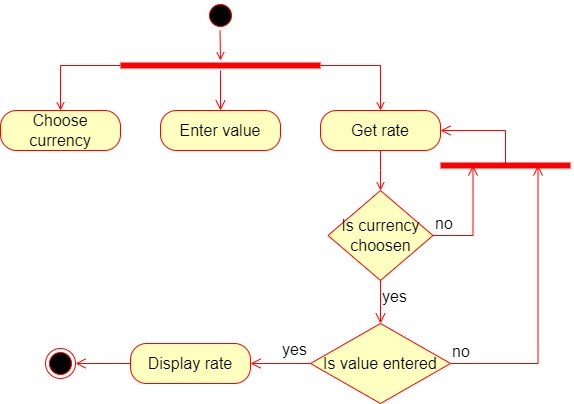 Choose
currency
Enter value
Get rate
Is currency
choosen
no
yes
Is value entered
no
yes
Display rate